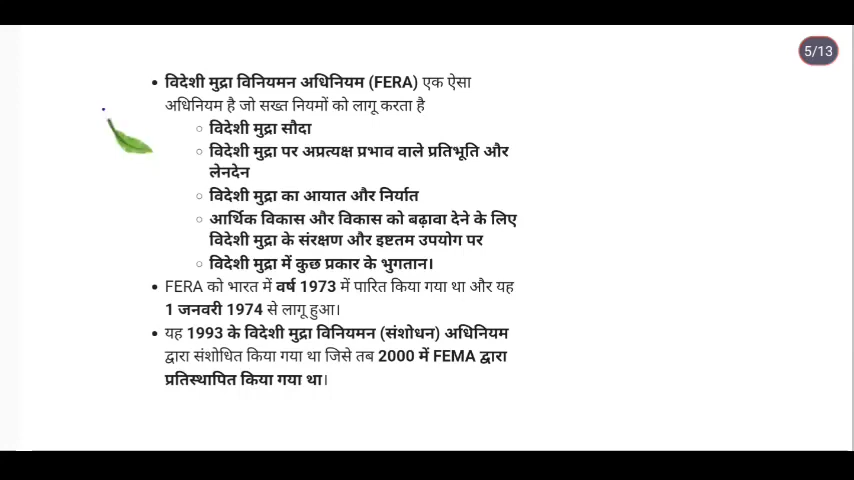 5/13
• विदेशी मुद्रा विनियमन अधिनियम (FERA) एक ऐसा
अधिनियम है जो सख्त नियमों को लागू करता है
○ विदेशी मुद्रा सौदा
○ विदेशी मुद्रा पर अप्रत्यक्ष प्रभाव वाले प्रतिभूति और
लेनदेन
○ विदेशी मुद्रा का आयात और निर्यात
○ आर्थिक विकास और विकास को बढ़ावा देने के लिए
विदेशी मुद्रा के संरक्षण और इष्टतम उपयोग पर
○ विदेशी मुद्रा में कुछ प्रकार के भुगतान।
• FERA को भारत में वर्ष 1973 में पारित किया गया था और यह
1 जनवरी 1974 से लागू हुआ।
• यह 1993 के विदेशी मुद्रा विनियमन (संशोधन) अधिनियम
द्वारा संशोधित किया गया था जिसे तब 2000 में FEMA द्वारा
प्रतिस्थापित किया गया था।